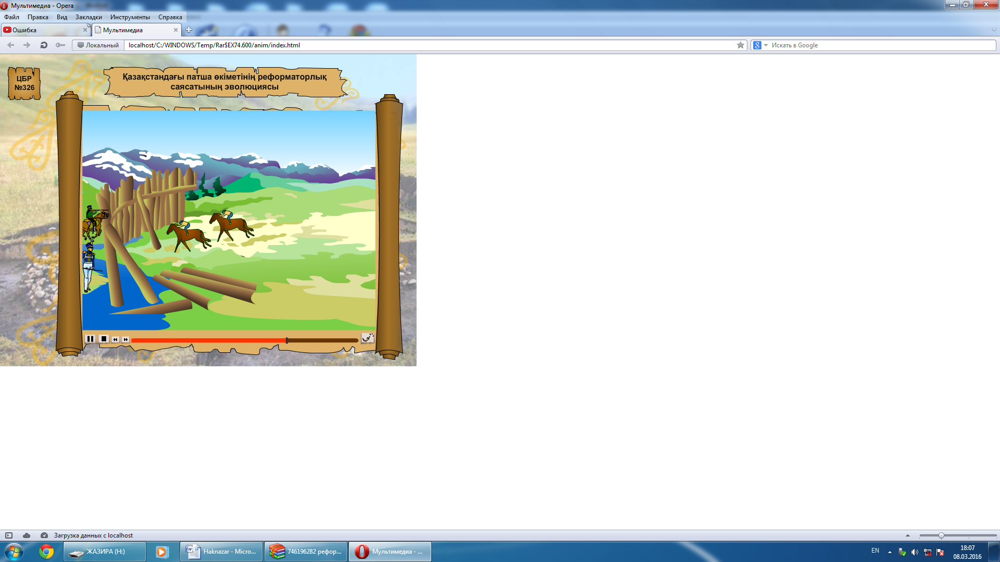 Мультимедиа - Opera
Файл Правка Вид Закладки Инструменты Справка
Ошибка
Мультимедиа
Локальный
localhost/C:/WINDOWS/Temp/Rar$EX74.600/anim/index.html
Искать в Google
ЦБР
№326
Қазақстандағы патша өкіметінің реформаторлық
саясатының эволюциясы
Загрузка данных с localhost
ЖАЗИРА (H:)
Haknazar - Micro...
746196282 рефор...
Мультимедиа - ...
EN
18:07
08.03.2016